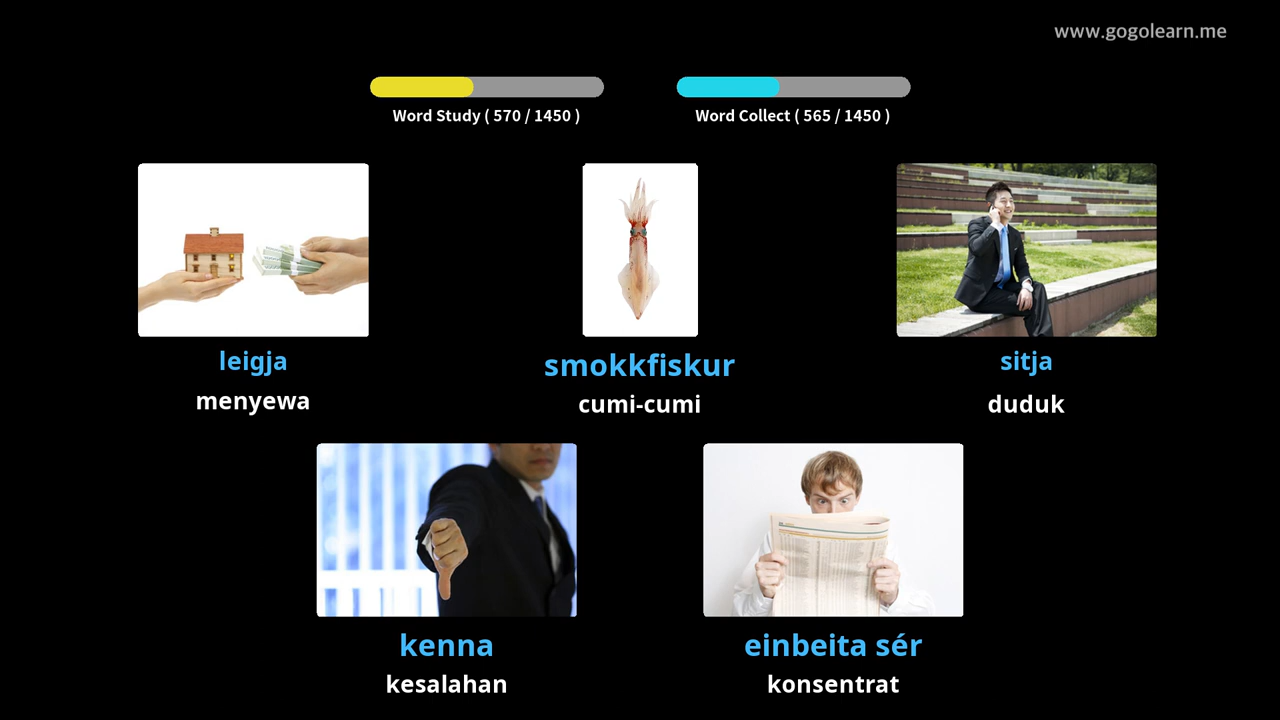 www.gogolearn.me
Word Study ( 570 / 1450 )
Word Collect ( 565 / 1450 )
leigja
menyewa
smokkfiskur
cumi-cumi
sitja
duduk
kenna
kesalahan
einbeita sér
konsentrat